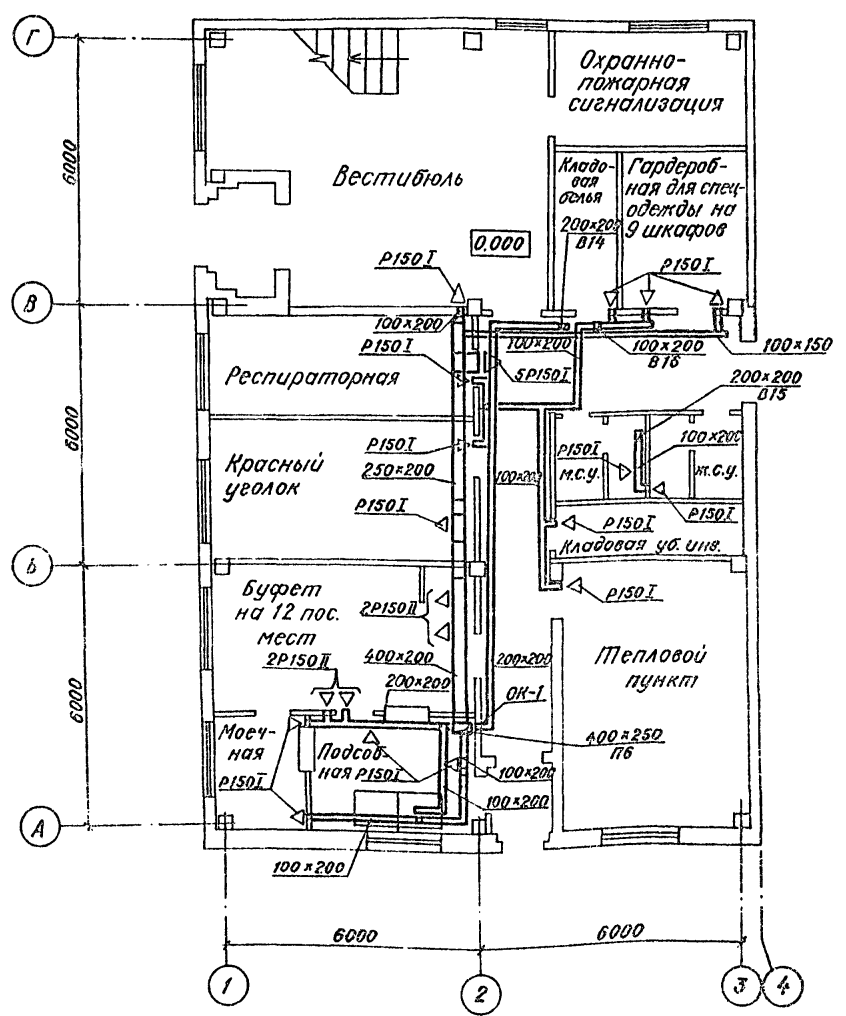 Г
Охранно-
пожарная
сигнализация
6000
Вестибюль
Кладо-
вая
белья
Гардероб-
ная для спец-
одежды на
9 шкафов
200×200
В14
0.000
Р150I
Р150I
В
100×200
Р150I
100×200
100×200
В16
100×150
5Р150I
Респираторная
200×200
В15
6000
Р150I
Р150I
100×200
Красный
уголок
250×200
100×200
м.с.у.
ж.с.у.
Р150I
Р150I
Р150I
Кладовая уб. инв.
Б
Буфет
на 12 пос.
мест
2Р150II
Р150I
2Р150II
400×200
200×200
Тепловой
пункт
6000
200×200
ОК-1
Моеч-
ная
Подсоб-
ная
400×250
П6
Р150I
Р150I
100×200
100×200
А
100×200
6000
6000
1
2
3
4